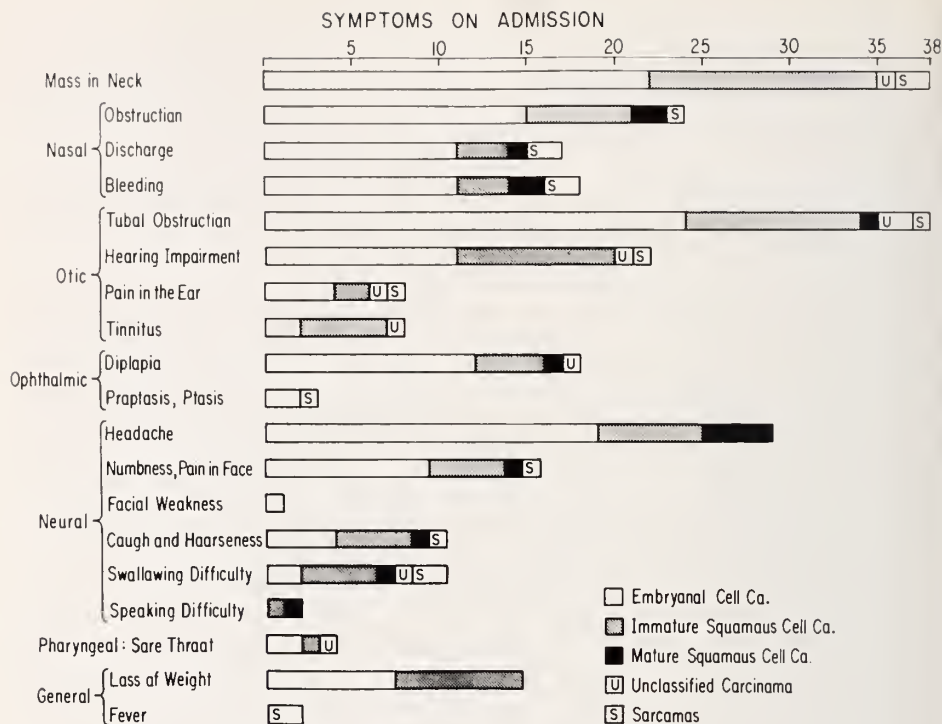 SYMPTOMS ON ADMISSION
5 10 15 20 25 30 35 38
Mass in Neck U S
Nasal
Obstruction S
Discharge S
Bleeding S
Otic
Tubal Obstruction U S
Hearing Impairment U S
Pain in the Ear U S
Tinnitus U
Ophthalmic
Diplapia U
Praptasis, Ptasis S
Neural
Headache
Numbness, Pain in Face S
Facial Weakness
Caugh and Haarseness S
Swallawing Difficulty U S
Speaking Difficulty
Pharyngeal: Sare Thraat U
General
Lass af Weight
Fever S
Embryanal Cell Ca.
Immature Squamaus Cell Ca.
Mature Squamaus Cell Ca.
U Unclassified Carcinama
S Sarcamas